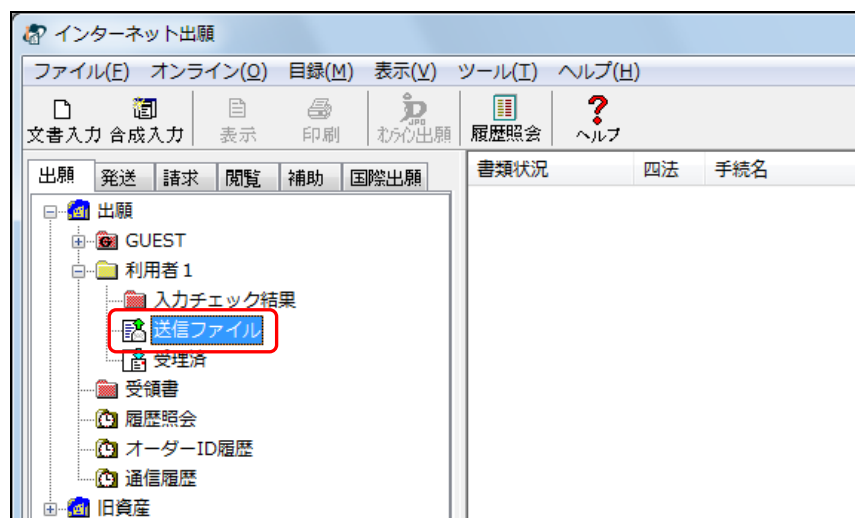 インターネット出願
ファイル(F) オンライン(O) 目録(M) 表示(V) ツール(T) ヘルプ(H)
文書入力 合成入力 表示 印刷 オンライン出願 履歴照会 ヘルプ
出願 発送 請求 閲覧 補助 国際出願
書類状況 四法 手続名
出願
GUEST
利用者1
入力チェック結果
送信ファイル
受理済
受領書
履歴照会
オーダーID履歴
通信履歴
旧資産